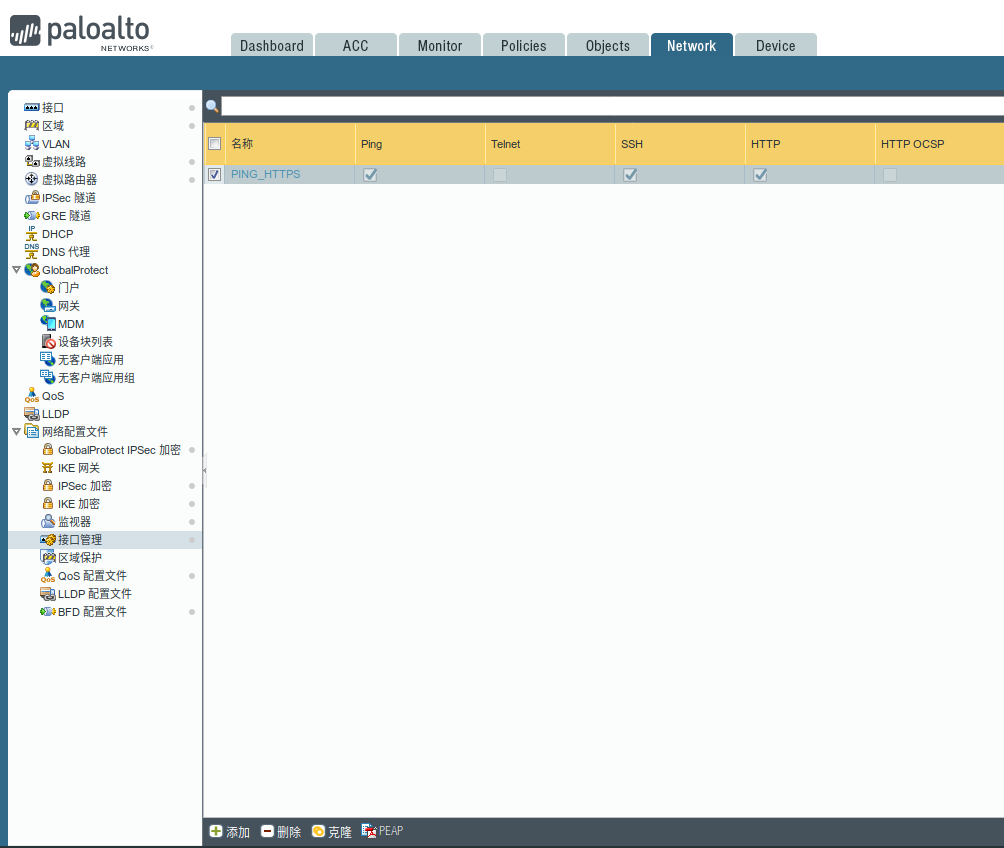 paloalto
NETWORKS
Dashboard ACC Monitor Policies Objects Network Device
接口
区域
VLAN
虚拟线路
虚拟路由器
IPSec 隧道
GRE 隧道
IP DHCP
DNS DNS 代理
GlobalProtect
门户
网关
MDM
设备块列表
无客户端应用
无客户端应用组
QoS QoS
LLDP
网络配置文件
GlobalProtect IPSec 加密
IKE 网关
IPSec 加密
IKE 加密
监视器
接口管理
区域保护
QoS QoS 配置文件
LLDP 配置文件
BFD 配置文件
名称 Ping Telnet SSH HTTP HTTP OCSP
PING_HTTPS
添加 删除 克隆 PEAP